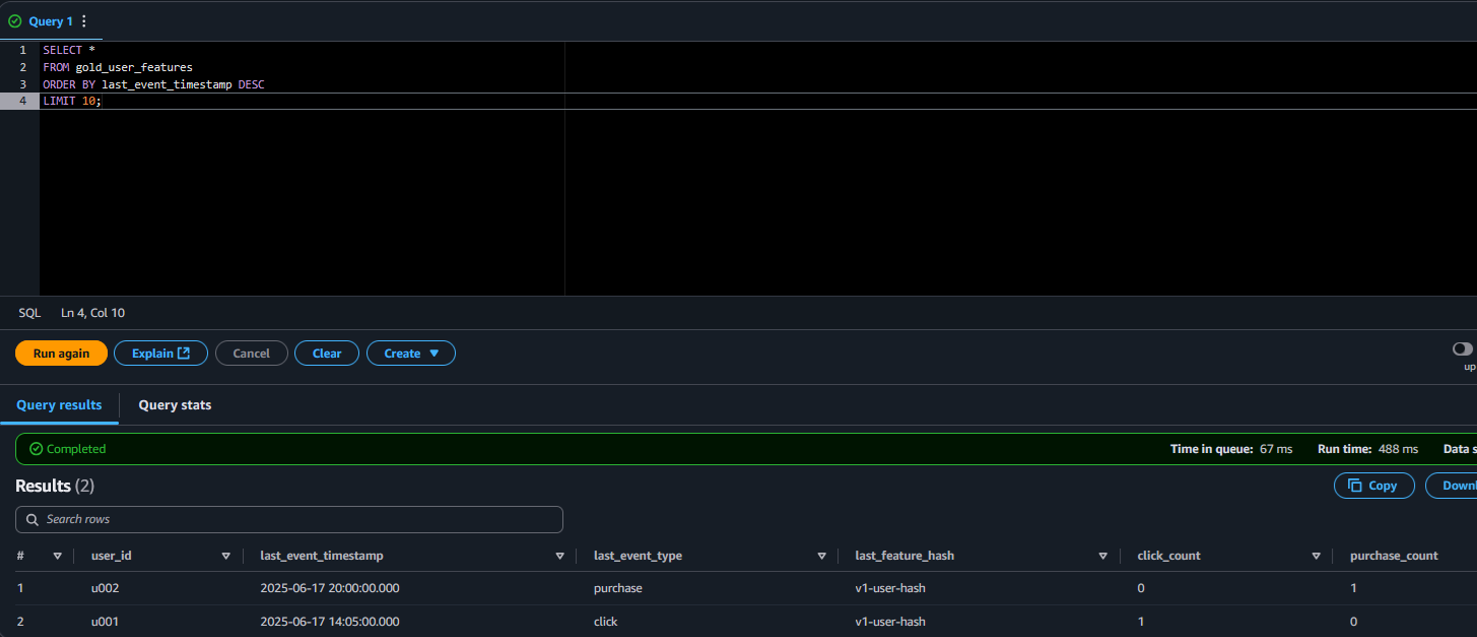 Query 1
1 SELECT *
2 FROM gold_user_features
3 ORDER BY last_event_timestamp DESC
4 LIMIT 10;
SQL Ln 4, Col 10
Run again Explain Cancel Clear Create
up
Query results Query stats
Completed Time in queue: 67 ms Run time: 488 ms Data s
Results (2) Copy Downl
Search rows
# user_id last_event_timestamp last_event_type last_feature_hash click_count purchase_count
1 u002 2025-06-17 20:00:00.000 purchase v1-user-hash 0 1
2 u001 2025-06-17 14:05:00.000 click v1-user-hash 1 0